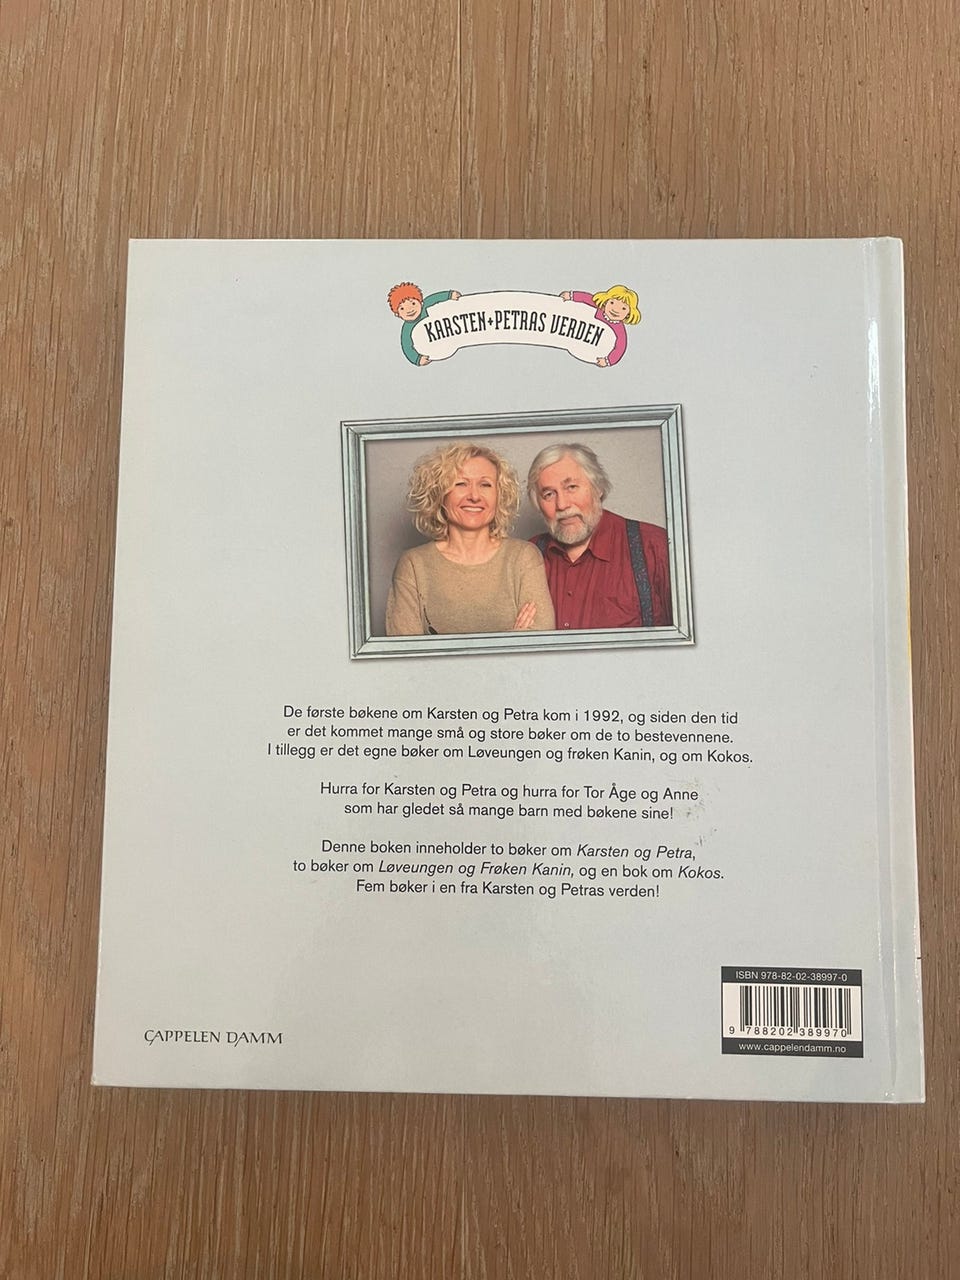 KARSTEN+PETRAS VERDEN
De første bøkene om Karsten og Petra kom i 1992, og siden den tid
er det kommet mange små og store bøker om de to bestevennene.
I tillegg er det egne bøker om Løveungen og frøken Kanin, og om Kokos.
Hurra for Karsten og Petra og hurra for Tor Åge og Anne
som har gledet så mange barn med bøkene sine!
Denne boken inneholder to bøker om Karsten og Petra,
to bøker om Løveungen og Frøken Kanin, og en bok om Kokos.
Fem bøker i en fra Karsten og Petras verden!
ISBN 978-82-02-38997-0
9 788202 389970
www.cappelendamm.no
CAPPELEN DAMM